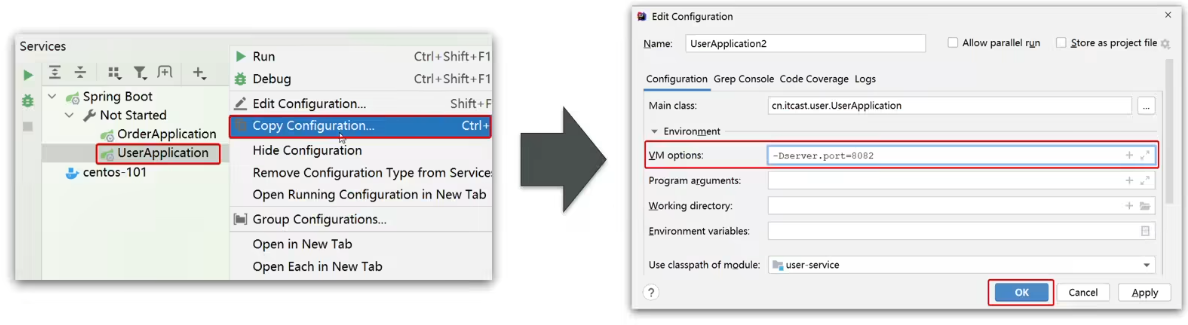 Services
Spring Boot
Not Started
OrderApplication
UserApplication
centos-101
Run Ctrl+Shift+F1
Debug Ctrl+Shift+F1
Edit Configuration... Shift+F
Copy Configuration... Ctrl+
Hide Configuration
Remove Configuration Type from Service
Open Running Configuration in New Tab
Group Configurations...
Open in New Tab
Open Each in New Tab
Edit Configuration
Name: UserApplication2 Allow parallel run Store as project file
Configuration Grep Console Code Coverage Logs
Main class: cn.itcast.user.UserApplication ...
Environment
VM options: -Dserver.port=8082
Program arguments:
Working directory:
Environment variables:
Use classpath of module: user-service
? OK Cancel Apply